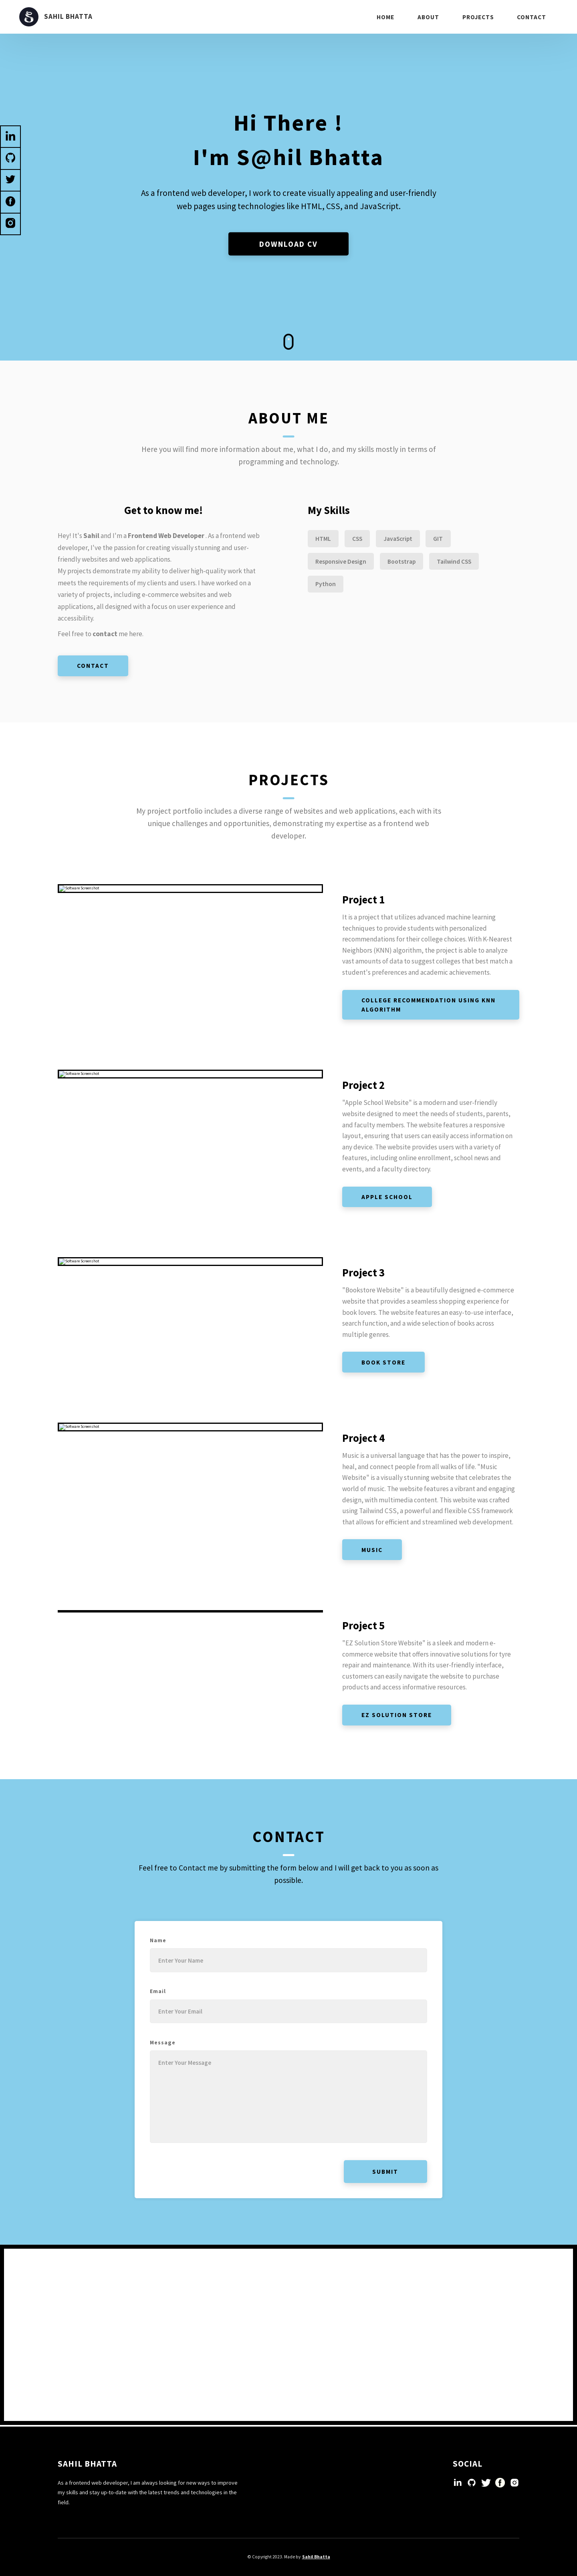 SAHIL BHATTA
HOME
ABOUT
PROJECTS
CONTACT
Hi There !
I'm S@hil Bhatta
As a frontend web developer, I work to create visually appealing and user-friendly
web pages using technologies like HTML, CSS, and JavaScript.
DOWNLOAD CV
ABOUT ME
Here you will find more information about me, what I do, and my skills mostly in terms of
programming and technology.
Get to know me!
Hey! It's Sahil and I'm a Frontend Web Developer . As a frontend web
developer, I've the passion for creating visually stunning and user-
friendly websites and web applications.
My projects demonstrate my ability to deliver high-quality work that
meets the requirements of my clients and users. I have worked on a
variety of projects, including e-commerce websites and web
applications, all designed with a focus on user experience and
accessibility.
Feel free to contact me here.
CONTACT
My Skills
HTML
CSS
JavaScript
GIT
Responsive Design
Bootstrap
Tailwind CSS
Python
PROJECTS
My project portfolio includes a diverse range of websites and web applications, each with its
unique challenges and opportunities, demonstrating my expertise as a frontend web
developer.
Software Screenshot
Project 1
It is a project that utilizes advanced machine learning
techniques to provide students with personalized
recommendations for their college choices. With K-Nearest
Neighbors (KNN) algorithm, the project is able to analyze
vast amounts of data to suggest colleges that best match a
student's preferences and academic achievements.
COLLEGE RECOMMENDATION USING KNN
ALGORITHM
Software Screenshot
Project 2
"Apple School Website" is a modern and user-friendly
website designed to meet the needs of students, parents,
and faculty members. The website features a responsive
layout, ensuring that users can easily access information on
any device. The website provides users with a variety of
features, including online enrollment, school news and
events, and a faculty directory.
APPLE SCHOOL
Software Screenshot
Project 3
"Bookstore Website" is a beautifully designed e-commerce
website that provides a seamless shopping experience for
book lovers. The website features an easy-to-use interface,
search function, and a wide selection of books across
multiple genres.
BOOK STORE
Software Screenshot
Project 4
Music is a universal language that has the power to inspire,
heal, and connect people from all walks of life. "Music
Website" is a visually stunning website that celebrates the
world of music. The website features a vibrant and engaging
design, with multimedia content. This website was crafted
using Tailwind CSS, a powerful and flexible CSS framework
that allows for efficient and streamlined web development.
MUSIC
Project 5
"EZ Solution Store Website" is a sleek and modern e-
commerce website that offers innovative solutions for tyre
repair and maintenance. With its user-friendly interface,
customers can easily navigate the website to purchase
products and access informative resources.
EZ SOLUTION STORE
CONTACT
Feel free to Contact me by submitting the form below and I will get back to you as soon as
possible.
Name
Enter Your Name
Email
Enter Your Email
Message
Enter Your Message
SUBMIT
SAHIL BHATTA
As a frontend web developer, I am always looking for new ways to improve
my skills and stay up-to-date with the latest trends and technologies in the
field.
SOCIAL
© Copyright 2023. Made by Sahil Bhatta